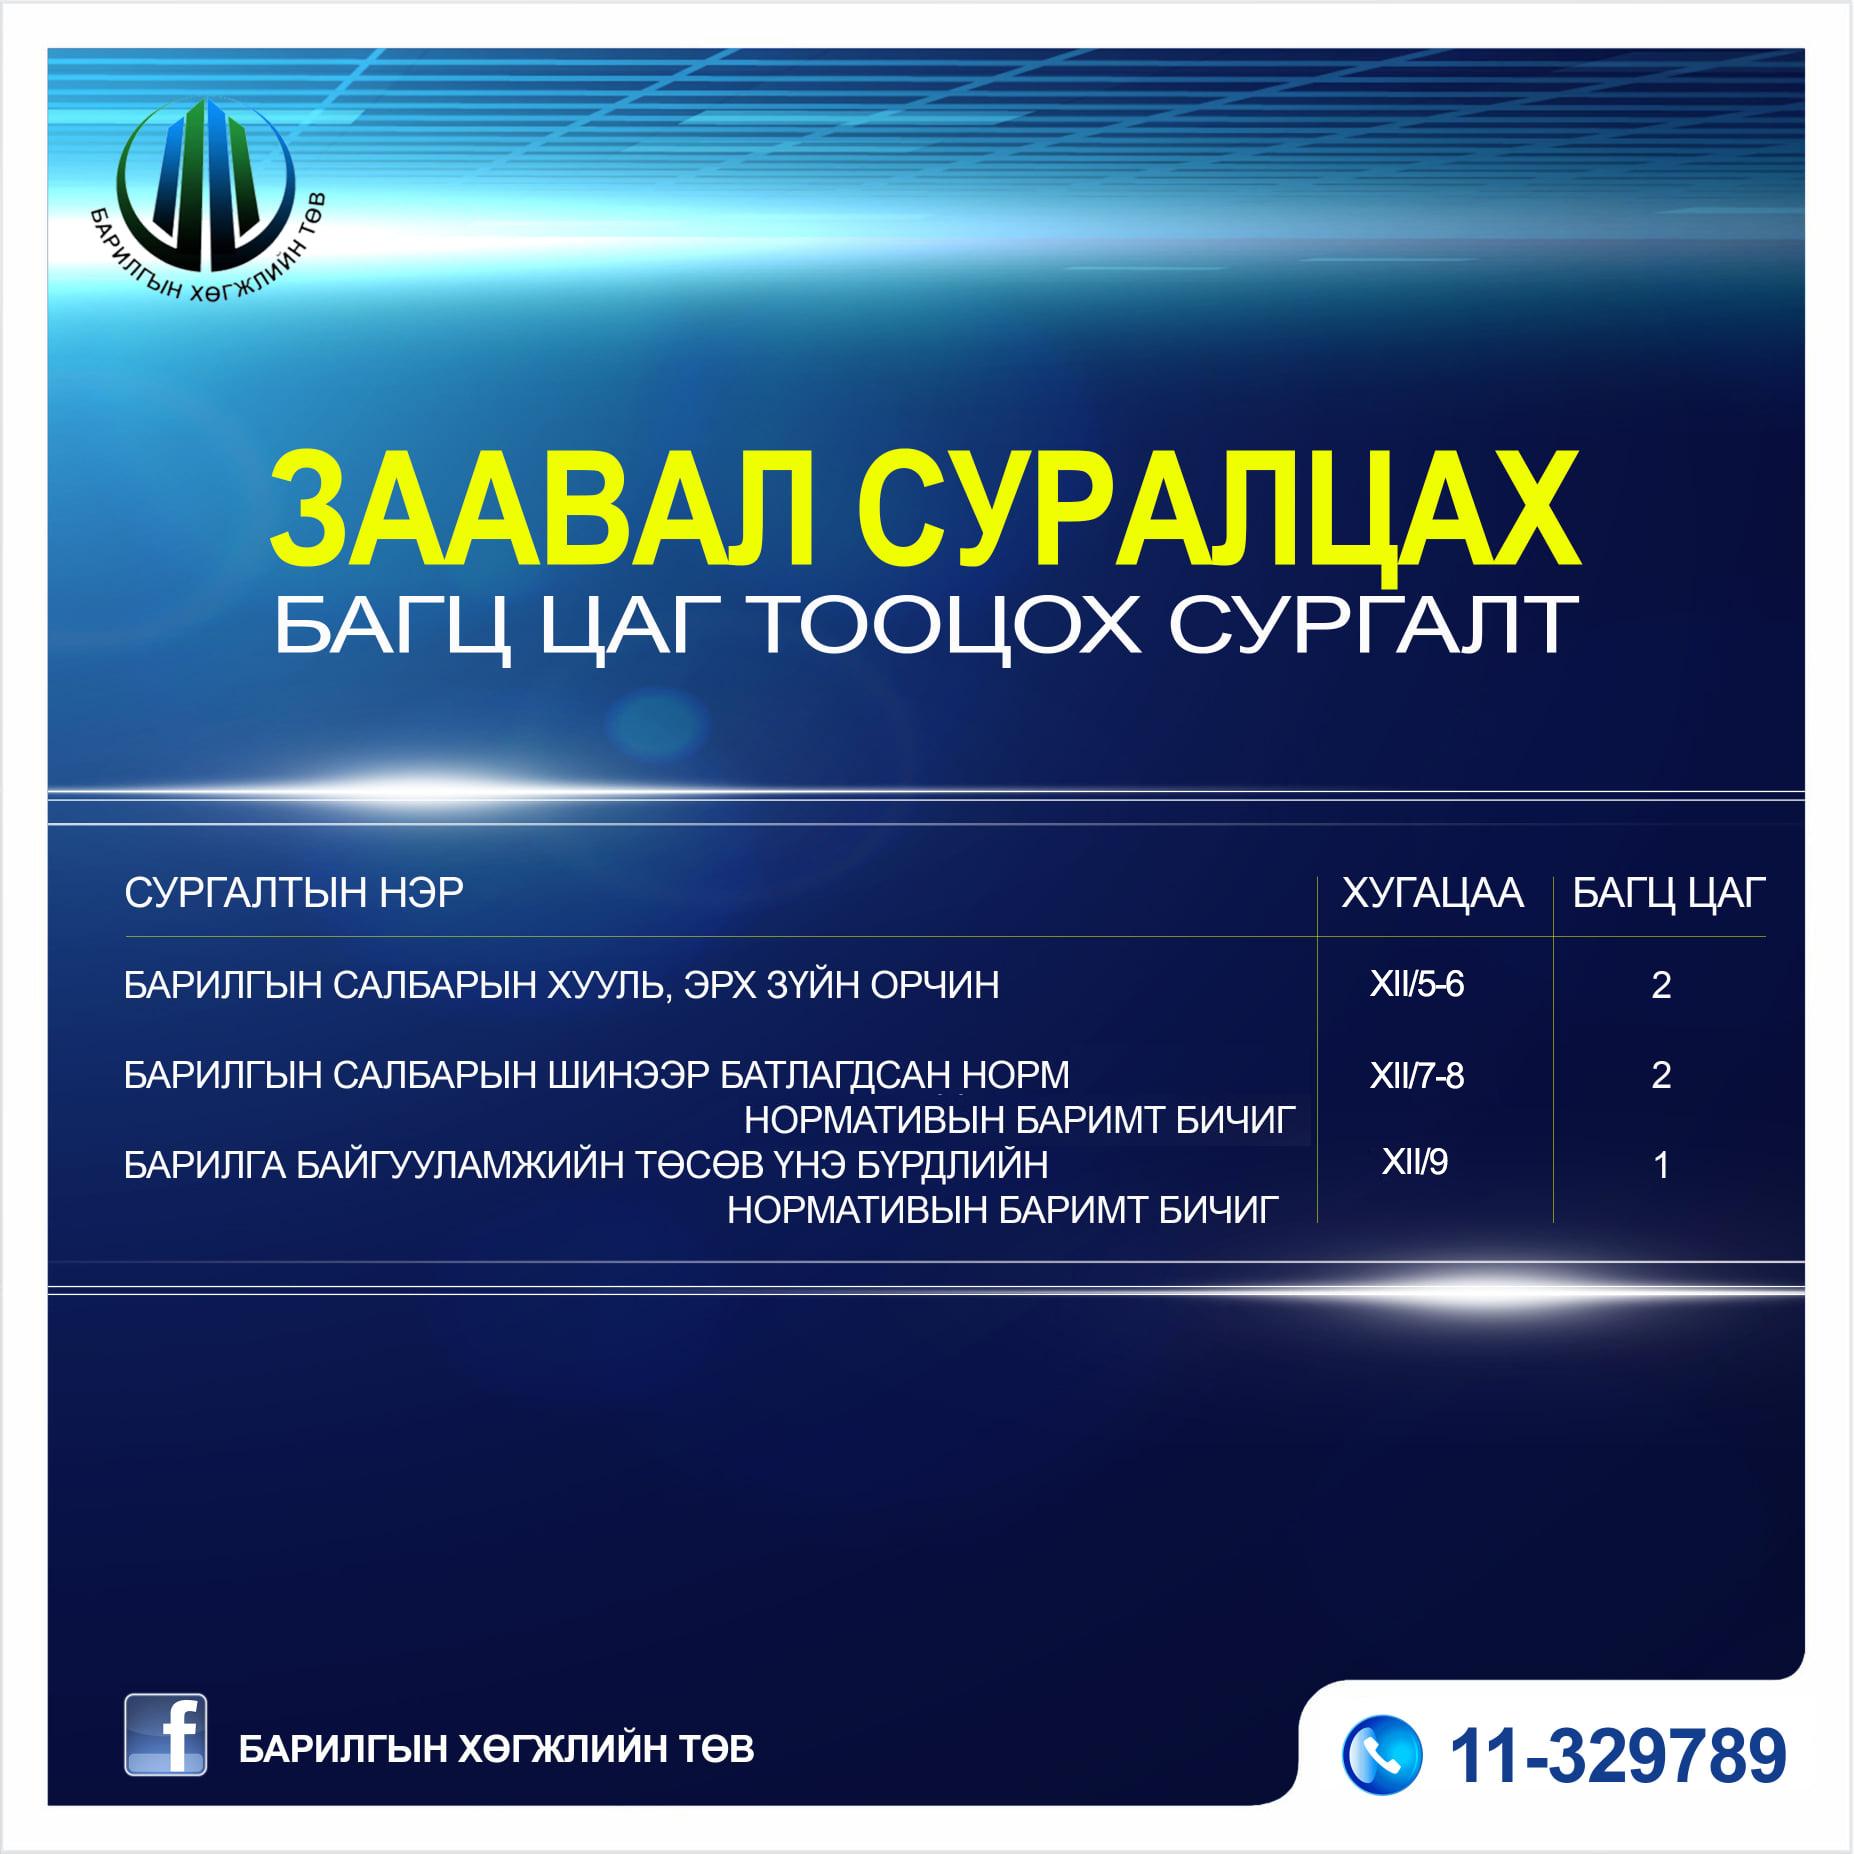 БАРИЛГЫН ХӨГЖЛИЙН ТӨВ
ЗААВАЛ СУРАЛЦАХ
БАГЦ ЦАГ ТООЦОХ СУРГАЛТ
СУРГАЛТЫН НЭР ХУГАЦАА БАГЦ ЦАГ
БАРИЛГЫН САЛБАРЫН ХУУЛЬ, ЭРХ ЗҮЙН ОРЧИН XII/5-6 2
БАРИЛГЫН САЛБАРЫН ШИНЭЭР БАТЛАГДСАН НОРМ XII/7-8 2
НОРМАТИВЫН БАРИМТ БИЧИГ
БАРИЛГА БАЙГУУЛАМЖИЙН ТӨСӨВ ҮНЭ БҮРДЛИЙН XII/9 1
НОРМАТИВЫН БАРИМТ БИЧИГ
f БАРИЛГЫН ХӨГЖЛИЙН ТӨВ
11-329789